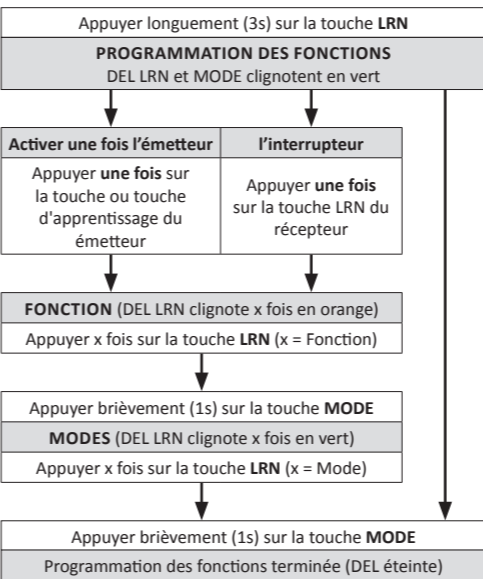 Appuyer longuement (3s) sur la touche LRN
PROGRAMMATION DES FONCTIONS
DEL LRN et MODE clignotent en vert
Activer une fois l'émetteur
Appuyer une fois sur
la touche ou touche
d'apprentissage du
émetteur
l'interrupteur
Appuyer une fois
sur la touche LRN du
récepteur
FONCTION (DEL LRN clignote x fois en orange)
Appuyer x fois sur la touche LRN (x = Fonction)
Appuyer brièvement (1s) sur la touche MODE
MODES (DEL LRN clignote x fois en vert)
Appuyer x fois sur la touche LRN (x = Mode)
Appuyer brièvement (1s) sur la touche MODE
Programmation des fonctions terminée (DEL éteinte)